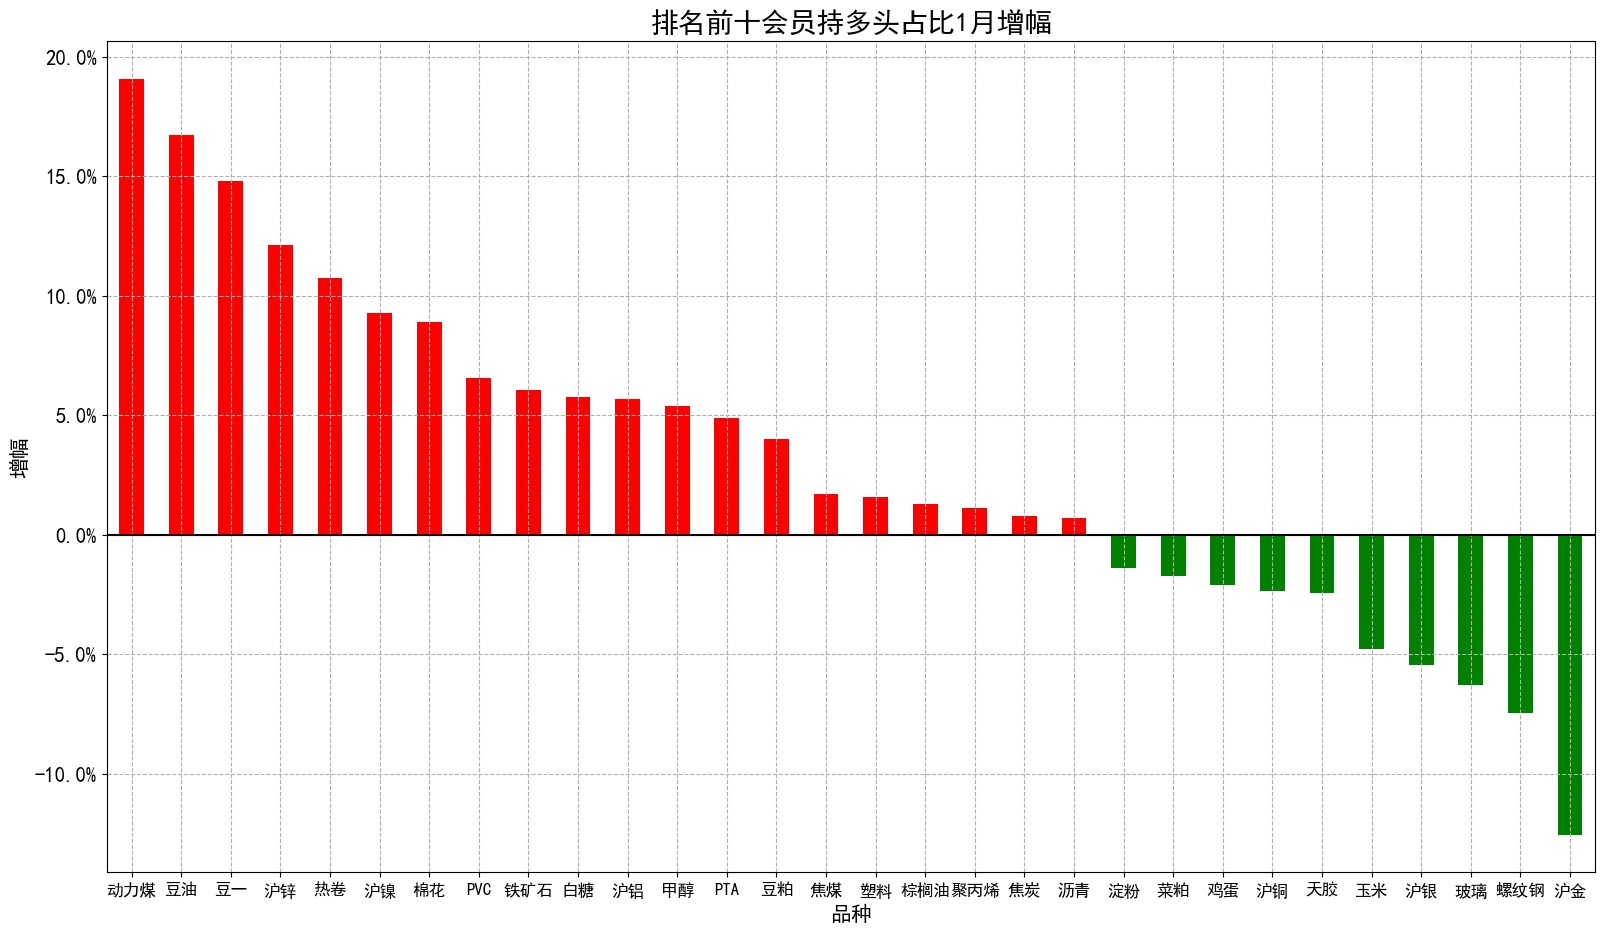 排名前十会员持多头占比1月增幅
20.0%
15.0%
10.0%
5.0%
0.0%
−5.0%
−10.0%
增幅
动力煤 豆油 豆一 沪锌 热卷 沪镍 棉花 PVC 铁矿石 白糖 沪铝 甲醇 PTA 豆粕 焦煤 塑料 棕榈油 聚丙烯 焦炭 沥青 淀粉 菜粕 鸡蛋 沪铜 天胶 玉米 沪银 玻璃 螺纹钢 沪金
品种